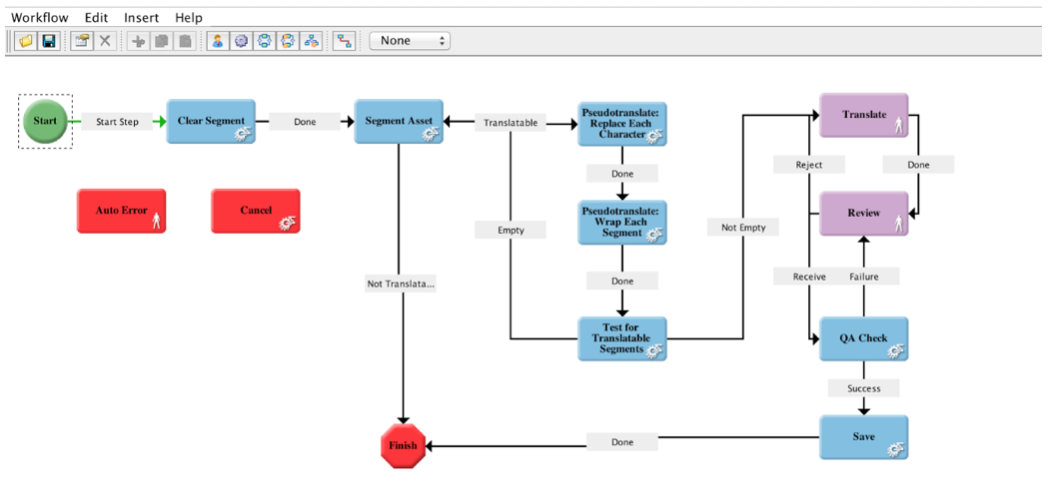 Workflow Edit Insert Help
None
Start
Start Step
Clear Segment
Done
Segment Asset
Translatable
Pseudotranslate:
Replace Each
Character
Translate
Reject
Done
Done
Auto Error
Cancel
Pseudotranslate:
Wrap Each
Segment
Review
Empty
Not Empty
Not Translata...
Done
Receive
Failure
Test for
Translatable
Segments
QA Check
Success
Finish
Done
Save